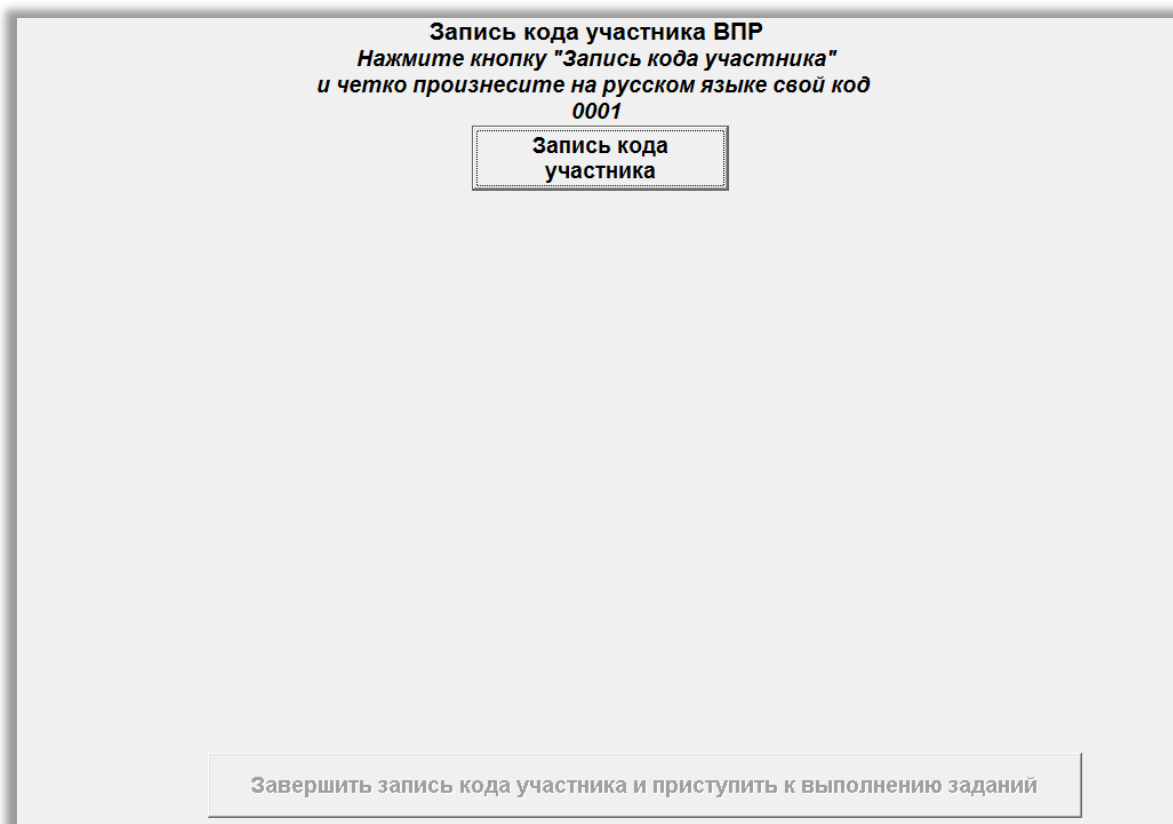 Запись кода участника ВПР
Нажмите кнопку "Запись кода участника"
и четко произнесите на русском языке свой код
0001
Запись кода
участника
Завершить запись кода участника и приступить к выполнению заданий